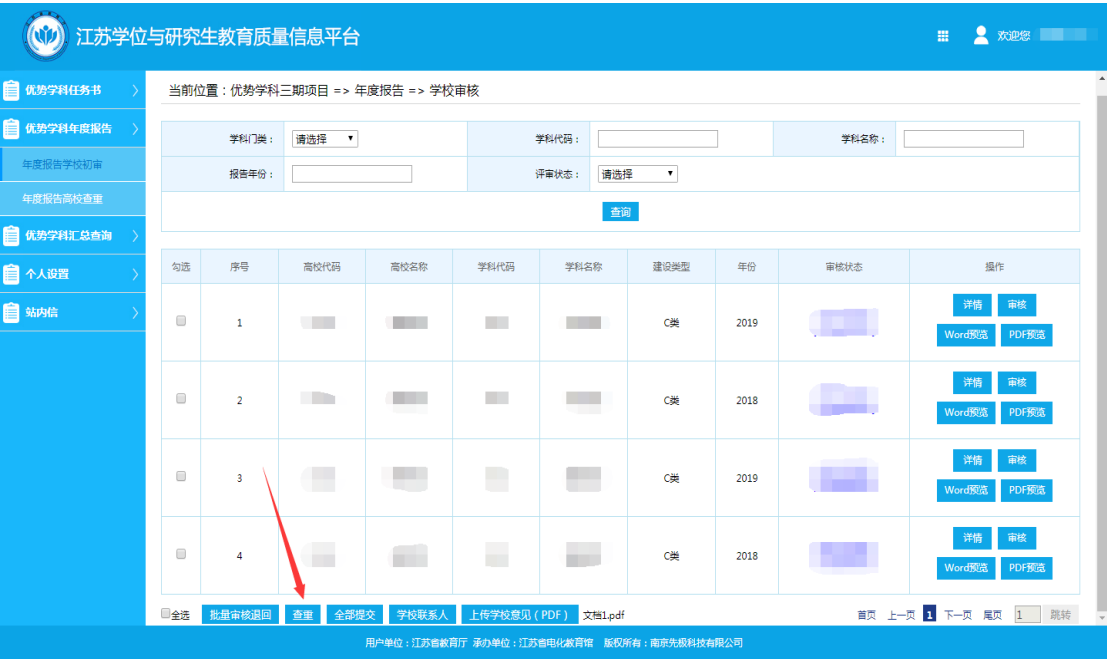 江苏学位与研究生教育质量信息平台
欢迎您
优势学科任务书
优势学科年度报告
年度报告学校初审
年度报告高校查重
优势学科汇总查询
个人设置
站内信
当前位置：优势学科三期项目 => 年度报告 => 学校审核
学科门类： 请选择 学科代码： 学科名称：
报告年份： 评审状态： 请选择
查询
勾选 序号 高校代码 高校名称 学科代码 学科名称 建设类型 年份 审核状态 操作
1 C类 2019 详情 审核
Word预览 PDF预览
2 C类 2018 详情 审核
Word预览 PDF预览
3 C类 2019 详情 审核
Word预览 PDF预览
4 C类 2018 详情 审核
Word预览 PDF预览
全选 批量审核退回 查重 全部提交 学校联系人 上传学校意见（PDF） 文档1.pdf 首页 上一页 1 下一页 尾页 1 跳转
用户单位：江苏省教育厅 承办单位：江苏省电化教育馆 版权所有：南京先极科技有限公司